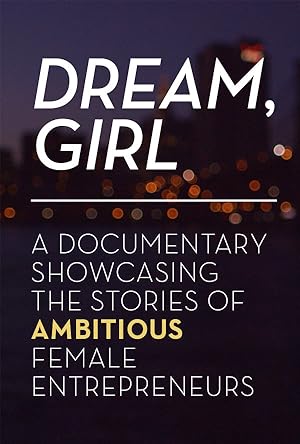 DREAM,
GIRL
A DOCUMENTARY
SHOWCASING
THE STORIES OF
AMBITIOUS
FEMALE
ENTREPRENEURS